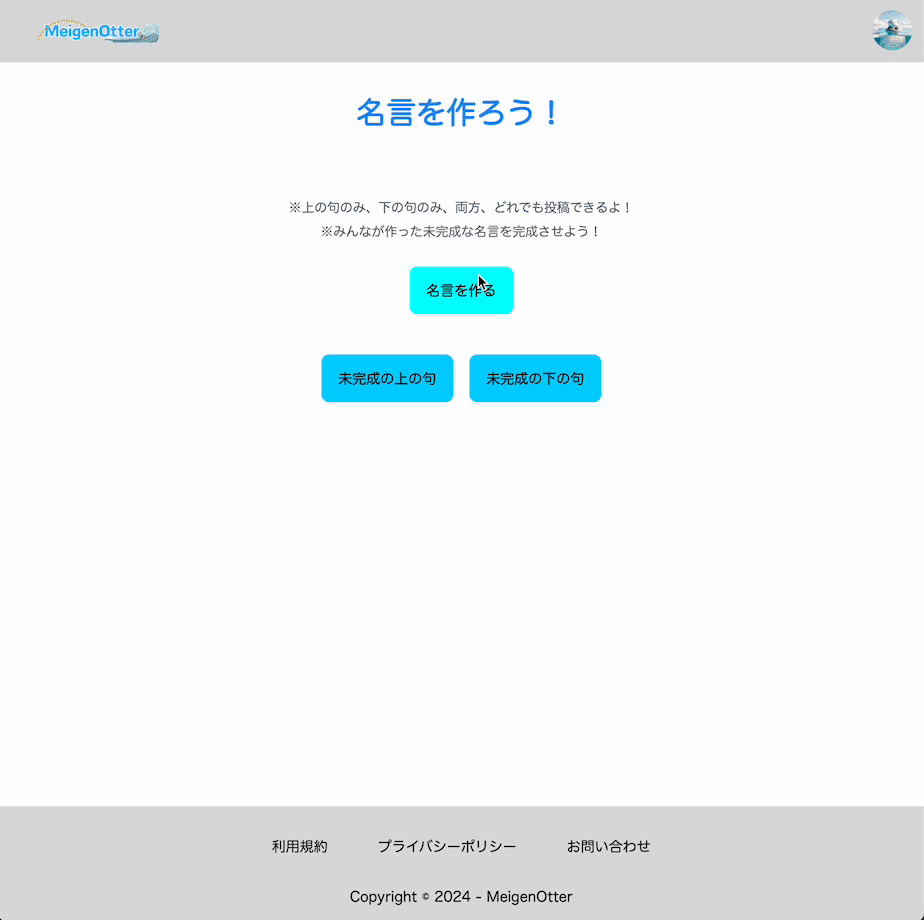 MeigenOtter
名言を作ろう！
※上の句のみ、下の句のみ、両方、どれでも投稿できるよ！
※みんなが作った未完成な名言を完成させよう！
名言を作る
未完成の上の句 未完成の下の句
利用規約 プライバシーポリシー お問い合わせ
Copyright © 2024 - MeigenOtter